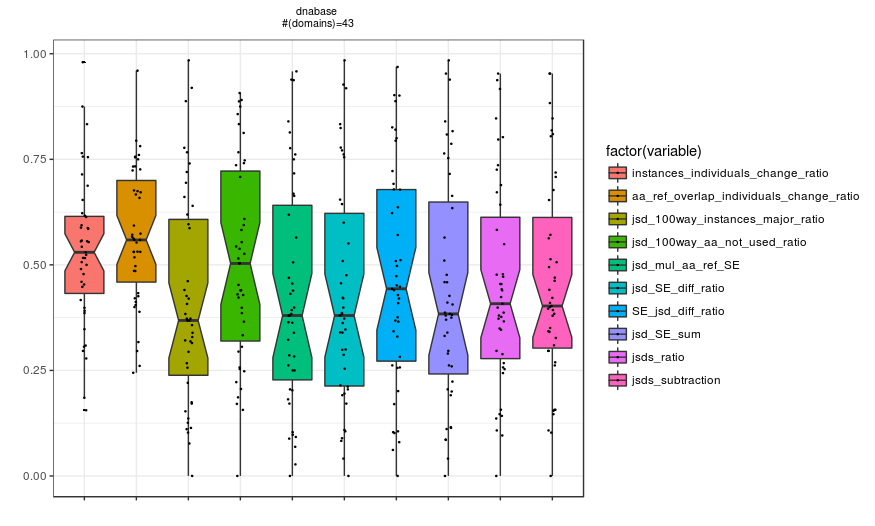 dnabase
#(domains)=43
1.00
0.75
0.50
0.25
0.00
factor(variable)
instances_individuals_change_ratio
aa_ref_overlap_individuals_change_ratio
jsd_100way_instances_major_ratio
jsd_100way_aa_not_used_ratio
jsd_mul_aa_ref_SE
jsd_SE_diff_ratio
SE_jsd_diff_ratio
jsd_SE_sum
jsds_ratio
jsds_subtraction